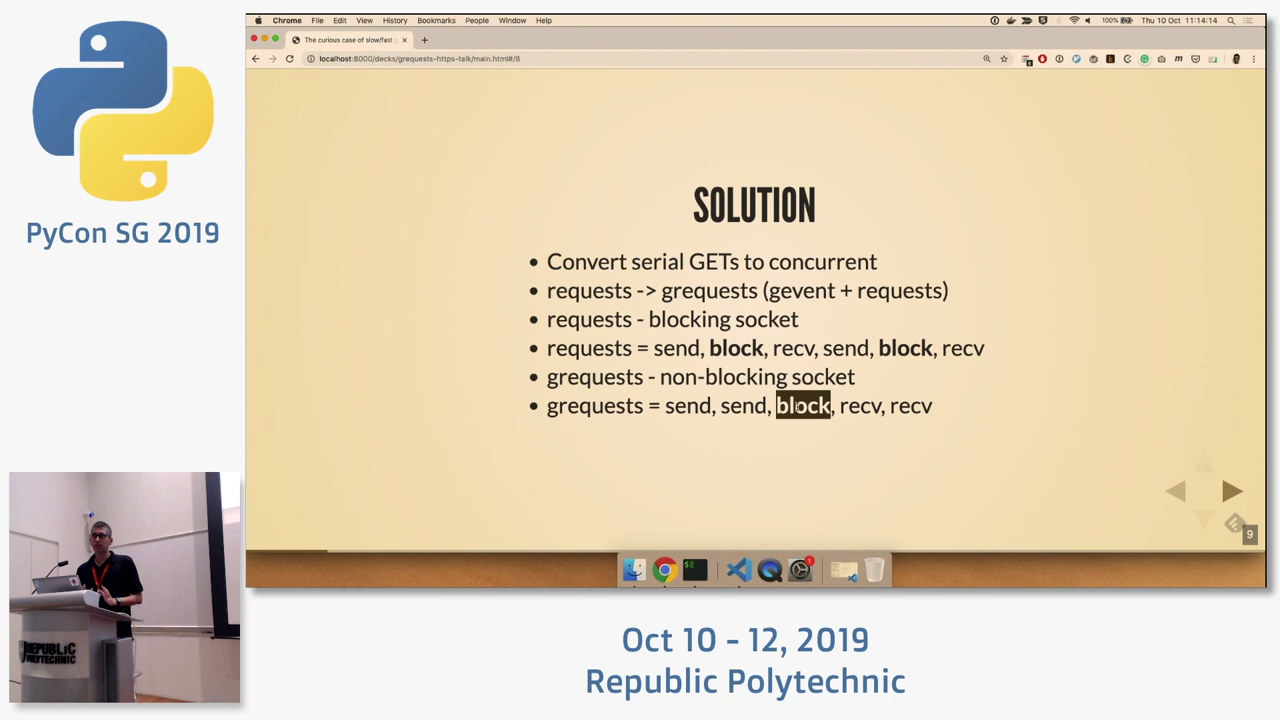 Chrome File Edit View History Bookmarks People Window Help
100% Thu 10 Oct 11:14:14
The curious case of slow/fast
localhost:8000/decks/grequests-https-talk/main.html#/8
PyCon SG 2019
SOLUTION
• Convert serial GETs to concurrent
• requests -> grequests (gevent + requests)
• requests - blocking socket
• requests = send, block, recv, send, block, recv
• grequests - non-blocking socket
• grequests = send, send, block, recv, recv
9
REPUBLIC
POLYTECHNIC
Oct 10 - 12, 2019
Republic Polytechnic